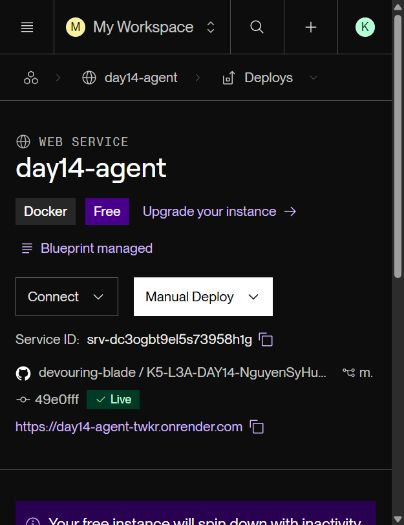 M My Workspace K
day14-agent Deploys
WEB SERVICE
day14-agent
Docker Free Upgrade your instance →
Blueprint managed
Connect Manual Deploy
Service ID: srv-dc3ogbt9el5s73958h1g
devouring-blade / K5-L3A-DAY14-NguyenSyHu... m.
49e0fff Live
https://day14-agent-twkr.onrender.com
Your free instance will spin down with inactivity,